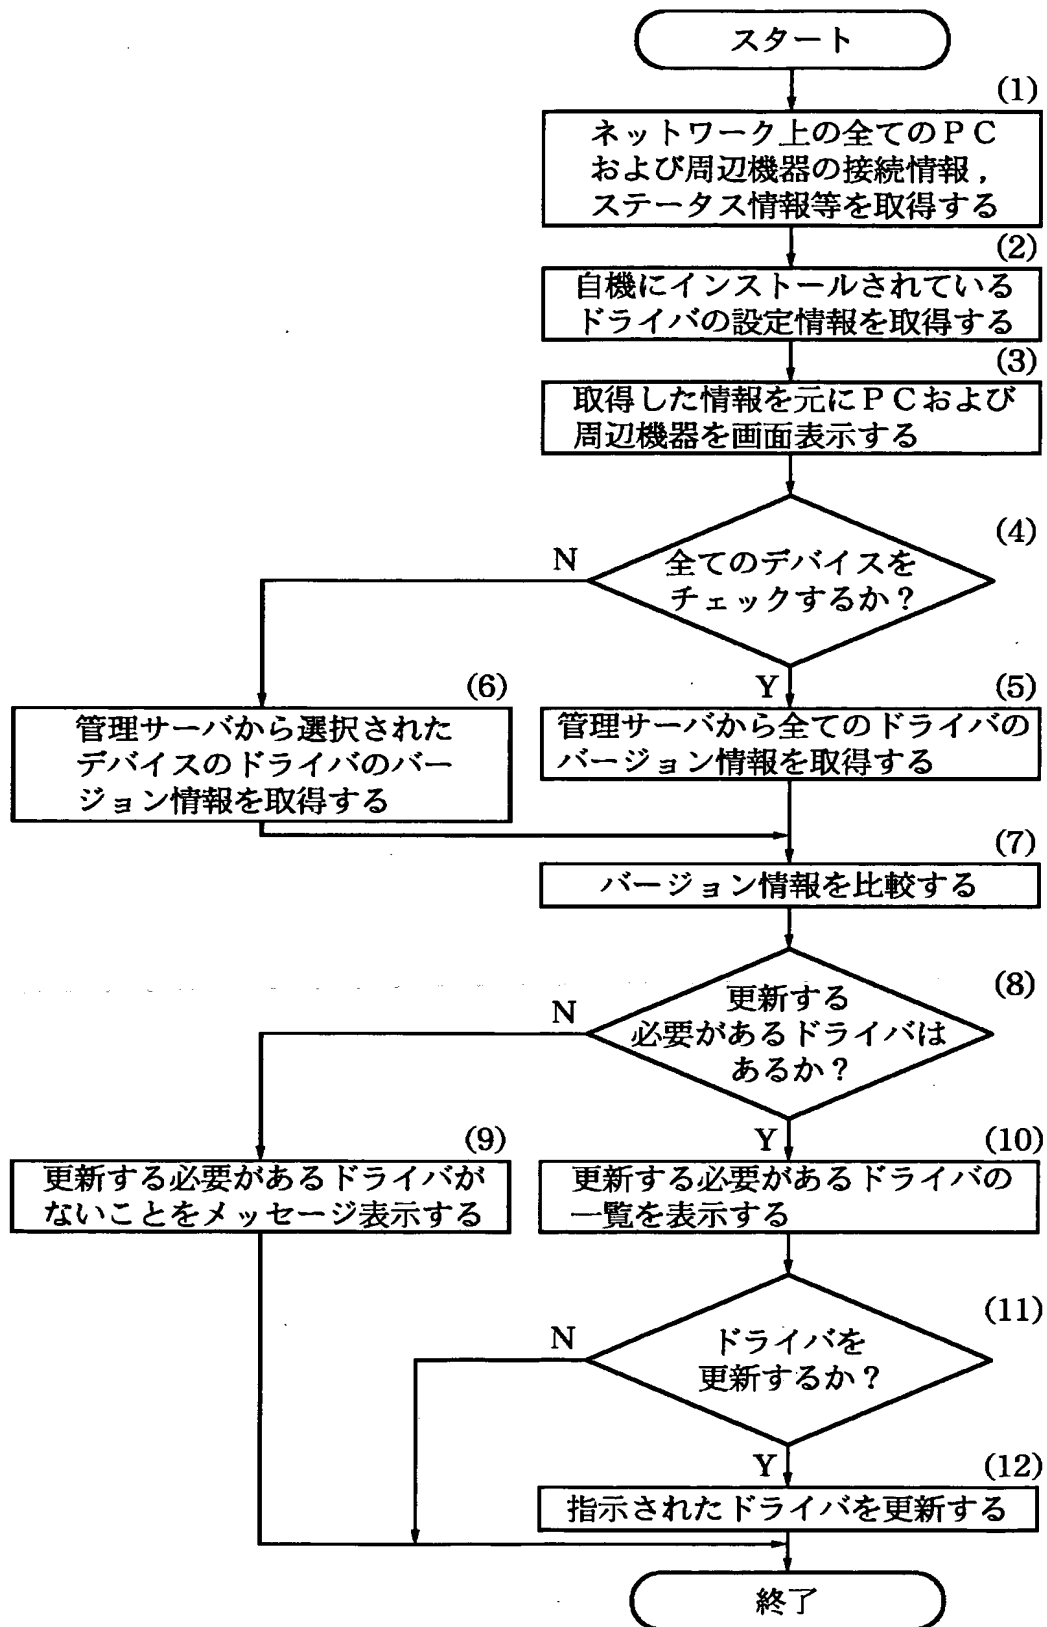 スタート
(1)
ネットワーク上の全てのPC
および周辺機器の接続情報,
ステータス情報等を取得する
(2)
自機にインストールされている
ドライバの設定情報を取得する
(3)
取得した情報を元にPCおよび
周辺機器を画面表示する
(4)
全てのデバイスを
チェックするか?
N
Y
(6)
管理サーバから選択された
デバイスのドライバのバー
ジョン情報を取得する
(5)
管理サーバから全てのドライバの
バージョン情報を取得する
(7)
バージョン情報を比較する
(8)
更新する
必要があるドライバは
あるか?
N
Y
(9)
更新する必要があるドライバが
ないことをメッセージ表示する
(10)
更新する必要があるドライバの
一覧を表示する
(11)
ドライバを
更新するか?
N
Y
(12)
指示されたドライバを更新する
終了